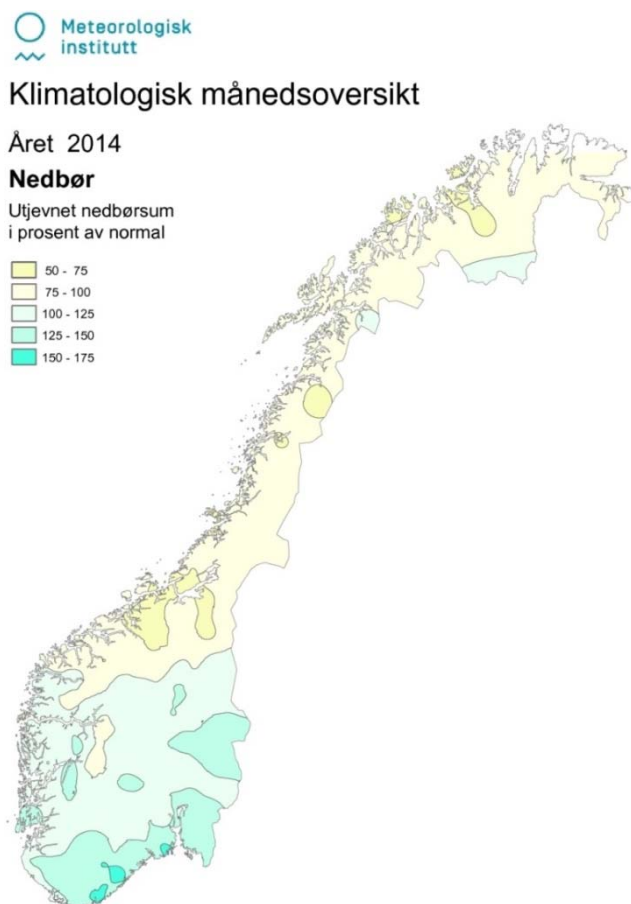 Meteorologisk
institutt
Klimatologisk månedsoversikt
Året 2014
Nedbør
Utjevnet nedbørsum
i prosent av normal
50 - 75
75 - 100
100 - 125
125 - 150
150 - 175